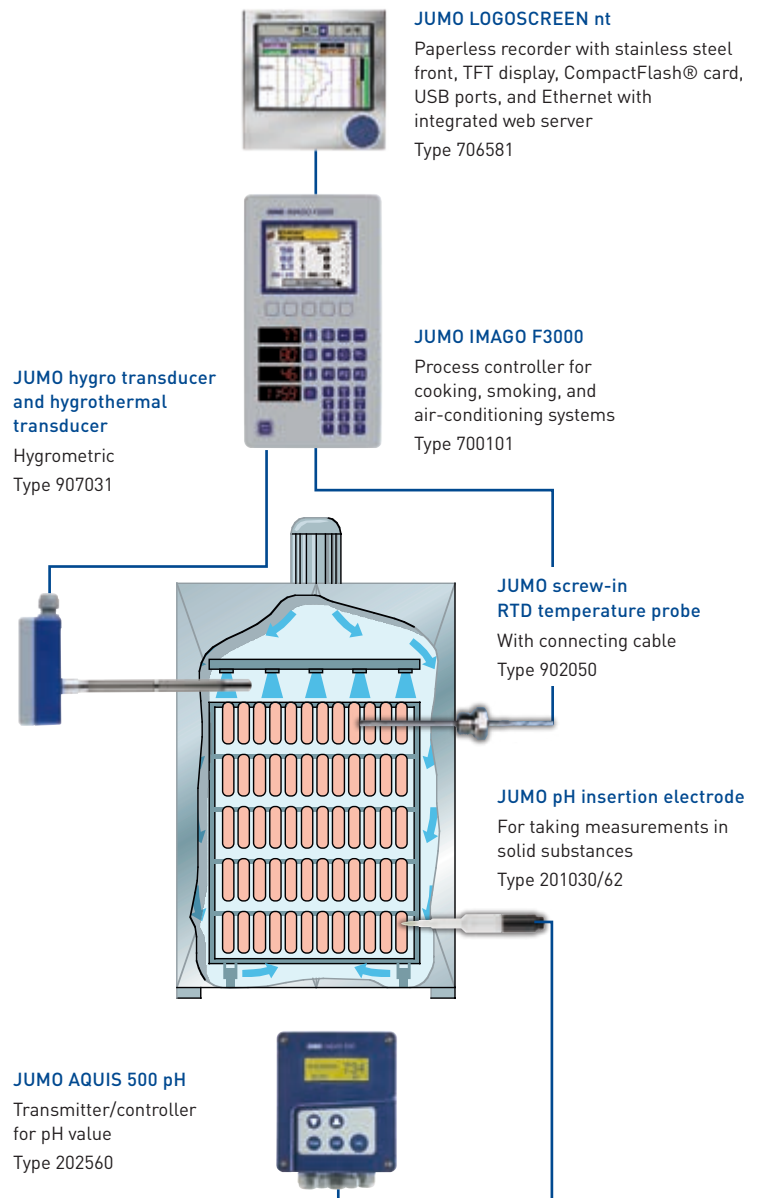 JUMO LOGOSCREEN nt
Paperless recorder with stainless steel
front, TFT display, CompactFlash® card,
USB ports, and Ethernet with
integrated web server
Type 706581
JUMO IMAGO F3000
JUMO IMAGO F3000
Process controller for
cooking, smoking, and
air-conditioning systems
Type 700101
JUMO hygro transducer
and hygrothermal
transducer
Hygrometric
Type 907031
JUMO screw-in
RTD temperature probe
With connecting cable
Type 902050
JUMO pH insertion electrode
For taking measurements in
solid substances
Type 201030/62
JUMO AQUIS 500 pH
Transmitter/controller
for pH value
Type 202560